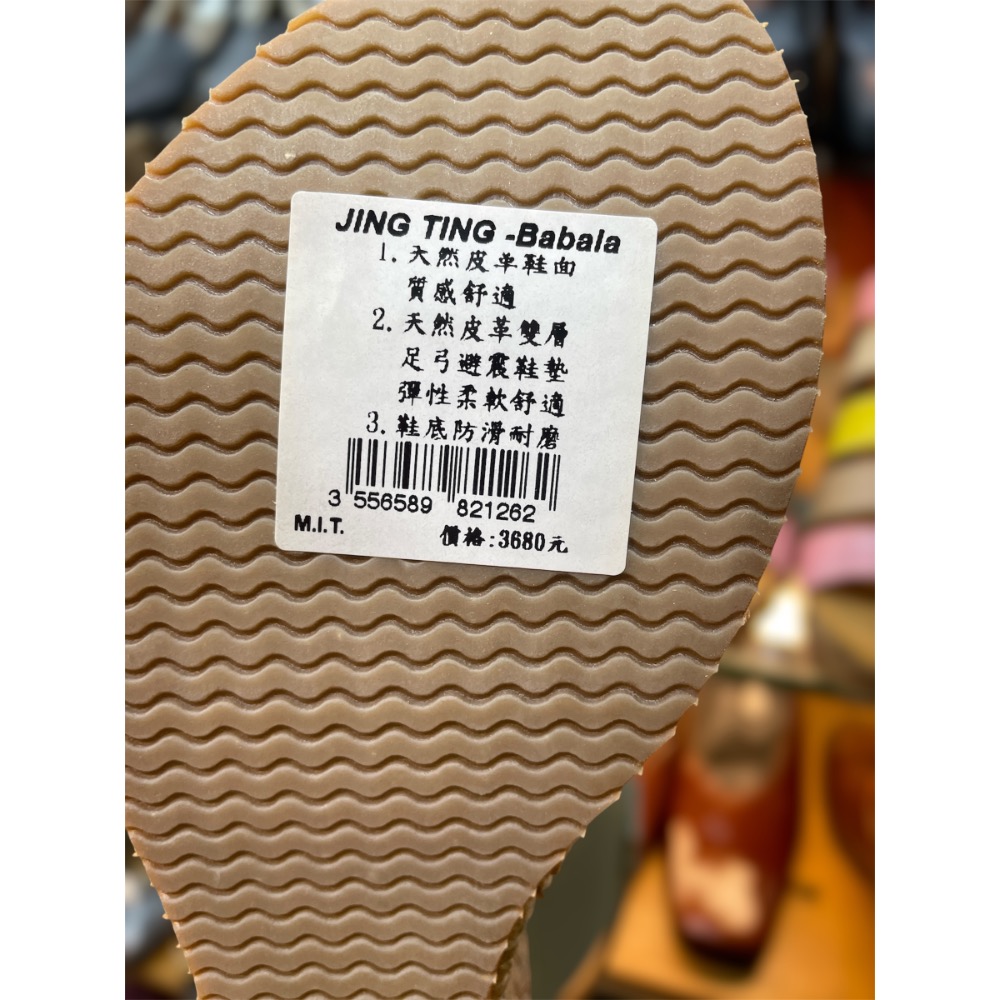 JING TING -Babala
1. 天然皮革鞋面
質感舒適
2. 天然皮革雙層
足弓避震鞋墊
彈性柔軟舒適
3. 鞋底防滑耐磨
3 556589 821262
M.I.T. 價格:3680元